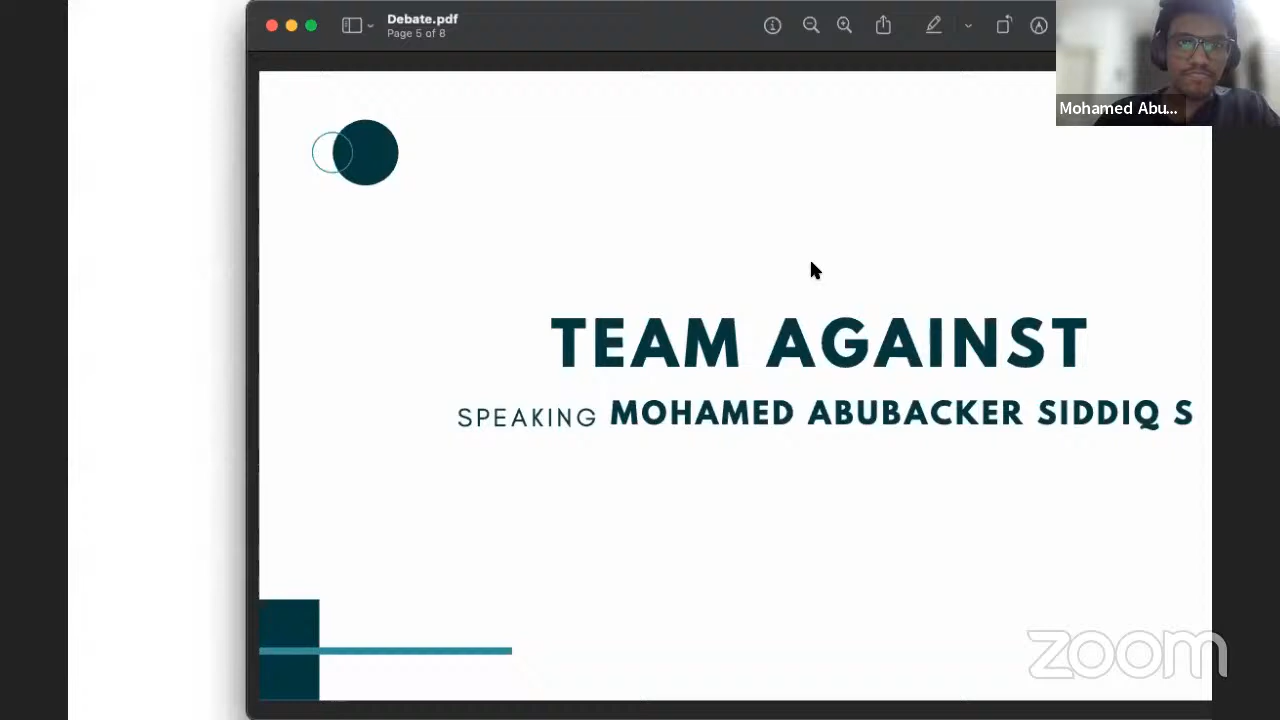 Debate.pdf
Page 5 of 8
Mohamed Abu...
TEAM AGAINST
SPEAKING MOHAMED ABUBACKER SIDDIQ S
zoom